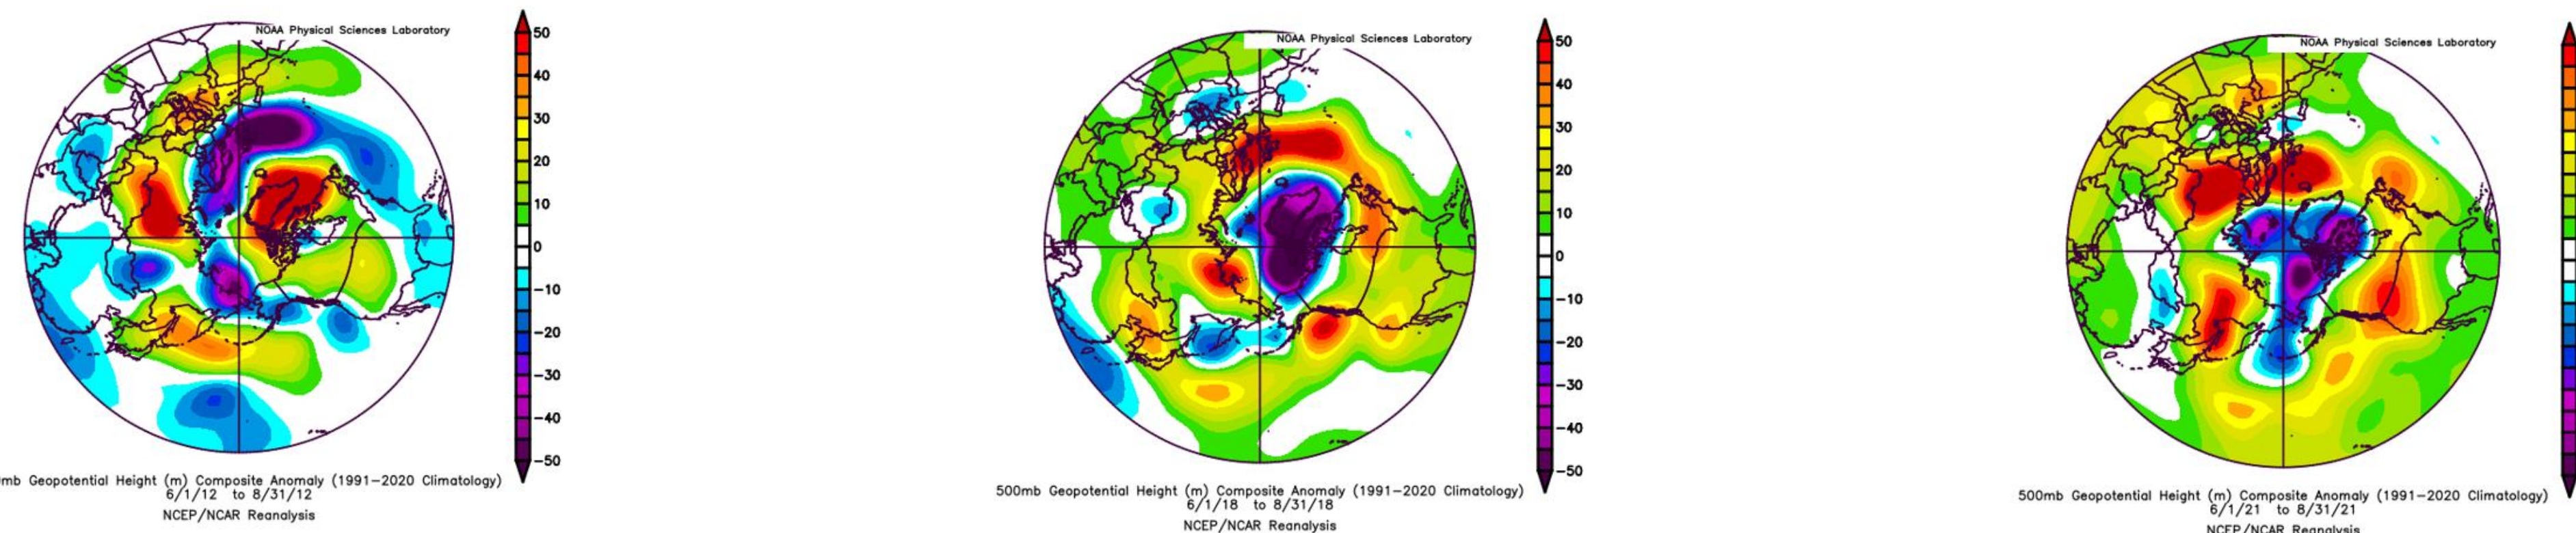 NOAA Physical Sciences Laboratory
50
40
30
20
10
0
−10
−20
−30
−40
−50
mb Geopotential Height (m) Composite Anomaly (1991−2020 Climatology)
6/1/12 to 8/31/12
NCEP/NCAR Reanalysis
NOAA Physical Sciences Laboratory
50
40
30
20
10
0
−10
−20
−30
−40
−50
500mb Geopotential Height (m) Composite Anomaly (1991−2020 Climatology)
6/1/18 to 8/31/18
NCEP/NCAR Reanalysis
NOAA Physical Sciences Laboratory
500mb Geopotential Height (m) Composite Anomaly (1991−2020 Climatology)
6/1/21 to 8/31/21
NCEP/NCAR Reanalysis